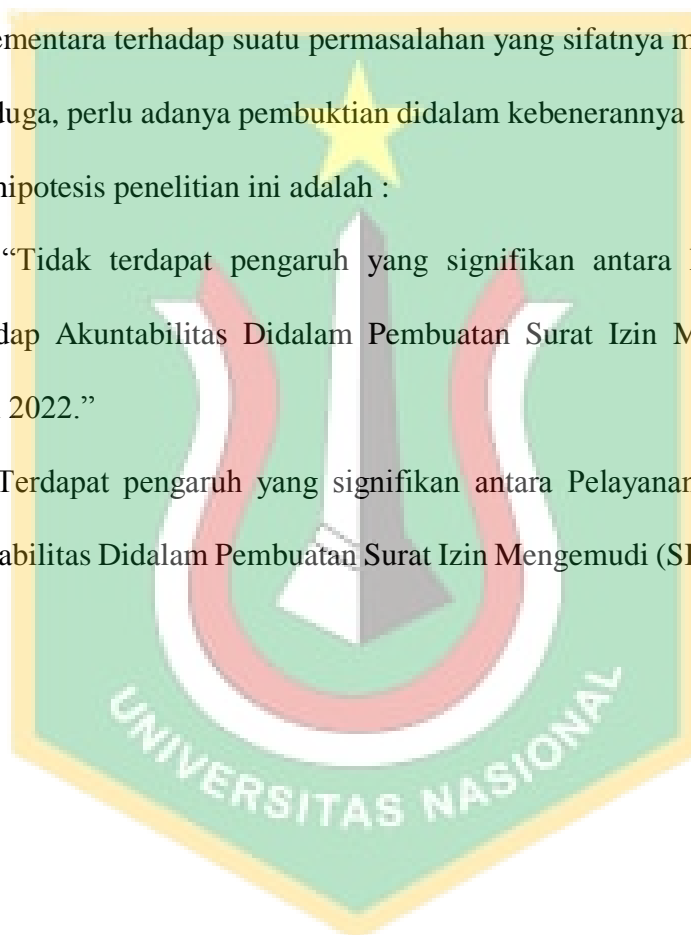 ementara terhadap suatu permasalahan yang sifatnya m
duga, perlu adanya pembuktian didalam kebenerannya
hipotesis penelitian ini adalah :
“Tidak terdapat pengaruh yang signifikan antara
dap Akuntabilitas Didalam Pembuatan Surat Izin M
2022.”
Terdapat pengaruh yang signifikan antara Pelayanan
abilitas Didalam Pembuatan Surat Izin Mengemudi (SI
UNIVERSITAS NASIONAL